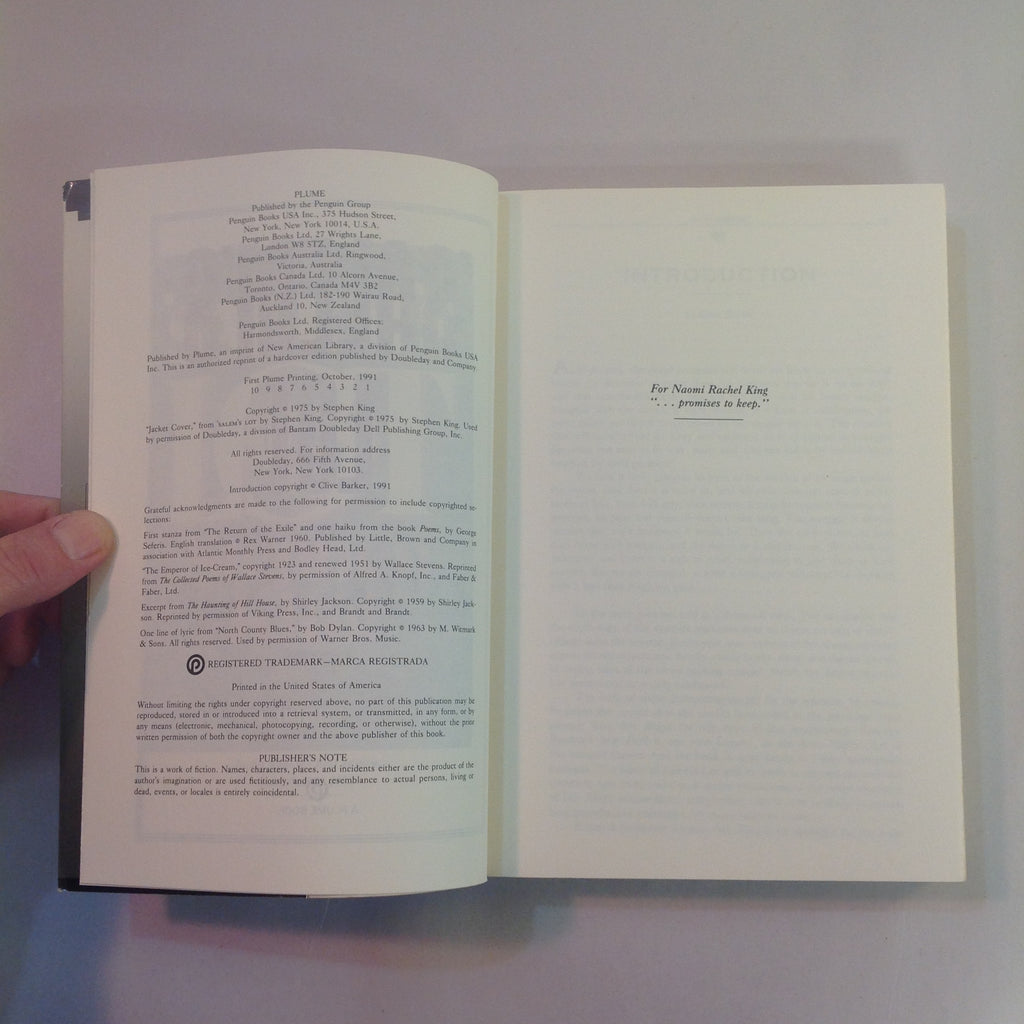 PLUME
Published by the Penguin Group
Penguin Books USA Inc., 375 Hudson Street,
New York, New York 10014, U.S.A.
Penguin Books Ltd, 27 Wrights Lane,
London W8 5TZ, England
Penguin Books Australia Ltd, Ringwood,
Victoria, Australia
Penguin Books Canada Ltd, 10 Alcorn Avenue,
Toronto, Ontario, Canada M4V 3B2
Penguin Books (N.Z.) Ltd, 182-190 Wairau Road,
Auckland 10, New Zealand
Penguin Books Ltd, Registered Offices:
Harmondsworth, Middlesex, England
Published by Plume, an imprint of New American Library, a division of Penguin Books USA
Inc. This is an authorized reprint of a hardcover edition published by Doubleday and Company.
First Plume Printing, October, 1991
10 9 8 7 6 5 4 3 2 1
Copyright © 1975 by Stephen King
"Jacket Cover," from 'SALEM'S LOT by Stephen King. Copyright © 1975 by Stephen King. Used
by permission of Doubleday, a division of Bantam Doubleday Dell Publishing Group, Inc.
All rights reserved. For information address
Doubleday, 666 Fifth Avenue,
New York, New York 10103.
Introduction copyright © Clive Barker, 1991
Grateful acknowledgments are made to the following for permission to include copyrighted se-
lections:
First stanza from "The Return of the Exile" and one haiku from the book Poems, by George
Seferis. English translation © Rex Warner 1960. Published by Little, Brown and Company in
association with Atlantic Monthly Press and Bodley Head, Ltd.
"The Emperor of Ice-Cream," copyright 1923 and renewed 1951 by Wallace Stevens. Reprinted
from The Collected Poems of Wallace Stevens, by permission of Alfred A. Knopf, Inc., and Faber &
Faber, Ltd.
Excerpt from The Haunting of Hill House, by Shirley Jackson. Copyright © 1959 by Shirley Jack-
son. Reprinted by permission of Viking Press, Inc., and Brandt and Brandt.
One line of lyric from "North County Blues," by Bob Dylan. Copyright © 1963 by M. Witmark
& Sons. All rights reserved. Used by permission of Warner Bros. Music.
REGISTERED TRADEMARK—MARCA REGISTRADA
Printed in the United States of America
Without limiting the rights under copyright reserved above, no part of this publication may be
reproduced, stored in or introduced into a retrieval system, or transmitted, in any form, or by
any means (electronic, mechanical, photocopying, recording, or otherwise), without the prior
written permission of both the copyright owner and the above publisher of this book.
PUBLISHER'S NOTE
This is a work of fiction. Names, characters, places, and incidents either are the product of the
author's imagination or are used fictitiously, and any resemblance to actual persons, living or
dead, events, or locales is entirely coincidental.
For Naomi Rachel King
". . . promises to keep."